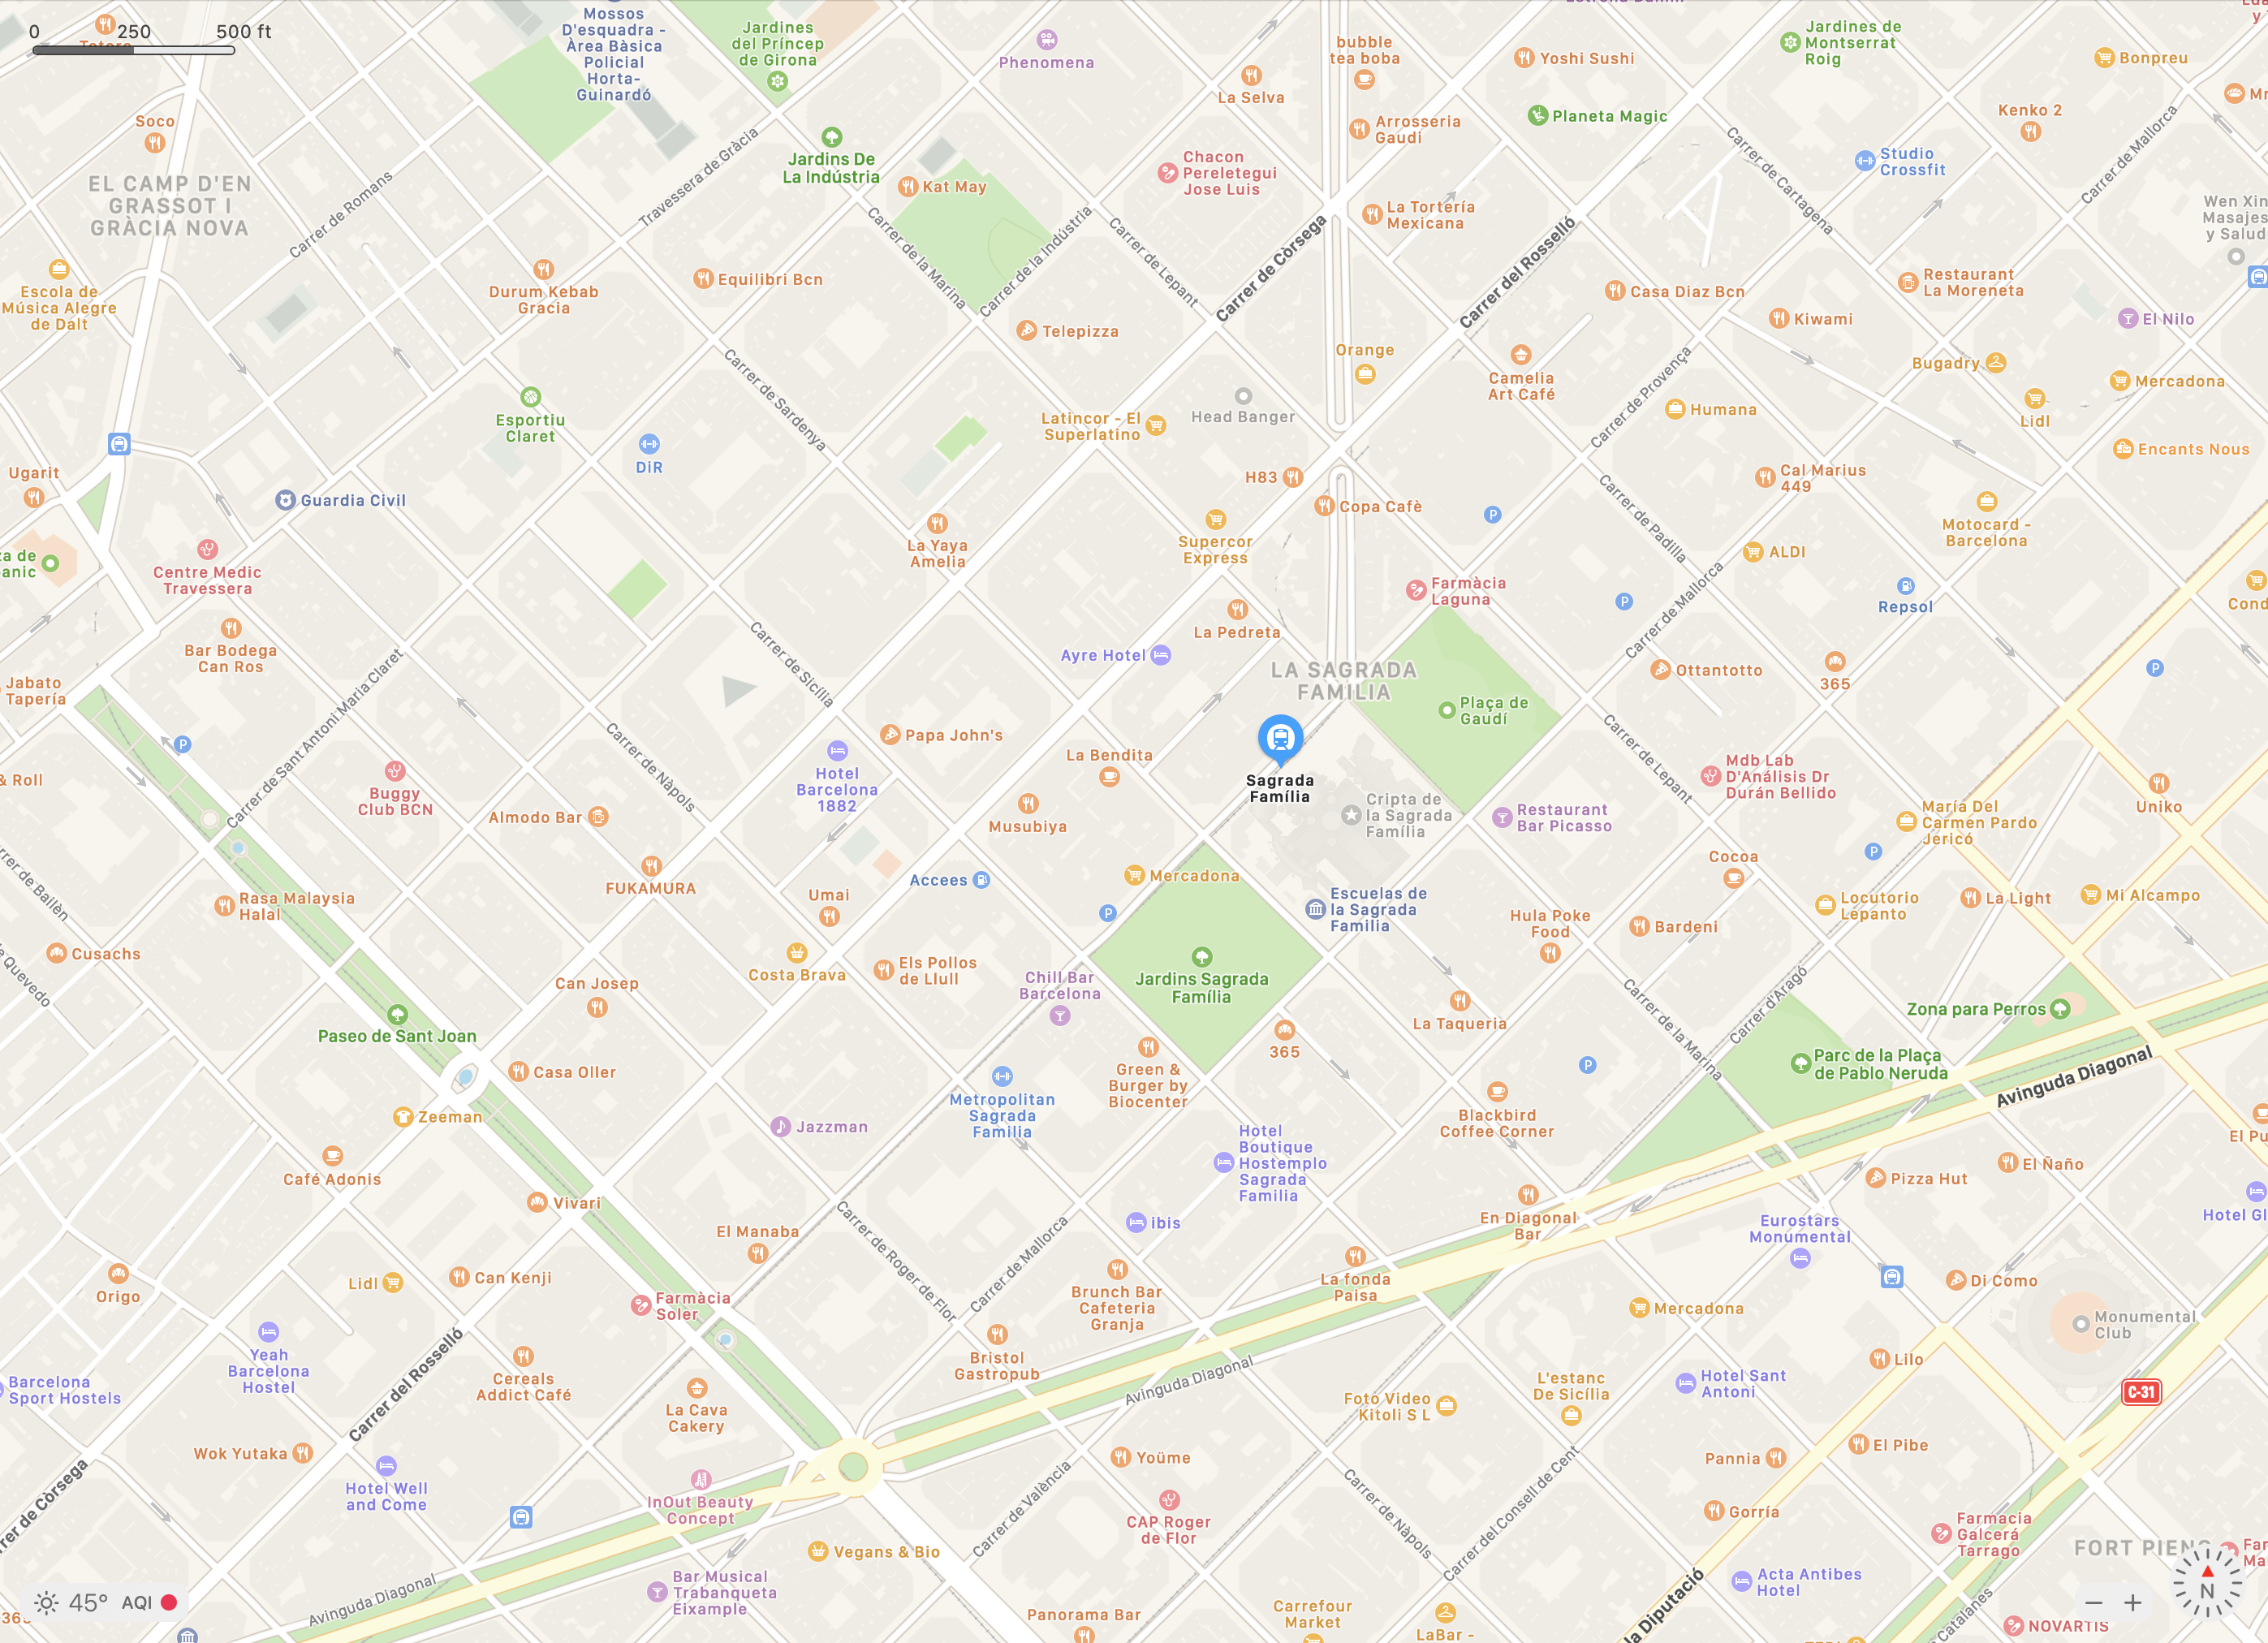 0 250 500 ft
Mossos
D'esquadra -
Àrea Bàsica
Policial
Horta-
Guinardó
Jardines
del Príncep
de Girona
Phenomena
La Selva
bubble
tea boba
Yoshi Sushi
Jardines de
Montserrat
Roig
Bonpreu
Soco
Jardins De
La Indústria
Kat May
Chacon
Pereletegui
Jose Luis
Arrosseria
Gaudí
Planeta Magic
Kenko 2
Studio
Crossfit
EL CAMP D'EN
GRASSOT I
GRÀCIA NOVA
Carrer de Romans
Travessera de Gràcia
Carrer de la Marina
Carrer de la Indústria
Carrer de Lepant
Carrer de Còrsega
La Tortería
Mexicana
Carrer del Rosselló
Carrer de Cartagena
Carrer de Mallorca
Wen Xin
Masajes
y Salud
Escola de
Música Alegre
de Dalt
Durum Kebab
Gracia
Equilibri Bcn
Telepizza
Orange
Casa Diaz Bcn
Kiwami
Restaurant
La Moreneta
El Nilo
Bugadry
Mercadona
Lidl
Encants Nous
Camelia
Art Café
Humana
Carrer de Provença
Carrer de Sardenya
Esportiu
Claret
DiR
Latincor - El
Superlatino
Head Banger
H83
Copa Cafè
Cal Marius
449
Motocard -
Barcelona
Ugarit
Guardia Civil
La Yaya
Amelia
Supercor
Express
P
Carrer de Padilla
ALDI
Centre Medic
Travessera
Farmàcia
Laguna
P
Carrer de Mallorca
Repsol
Bar Bodega
Can Ros
La Pedreta
Ayre Hotel
LA SAGRADA
FAMILIA
Ottantotto
365
P
Jabato
Tapería
Carrer de Sant Antoni Maria Claret
Carrer de Sicília
Carrer de Nàpols
Plaça de
Gaudí
Carrer de Lepant
P
Papa John's
Hotel
Barcelona
1882
La Bendita
Sagrada
Família
Cripta de
la Sagrada
Família
Restaurant
Bar Picasso
Mdb Lab
D'Análisis Dr
Durán Bellido
María Del
Carmen Pardo
Jericó
Uniko
& Roll
Buggy
Club BCN
Almodo Bar
Musubiya
P
Cocoa
FUKAMURA
Umai
Accees
Mercadona
P
Escuelas de
la Sagrada
Familia
Hula Poke
Food
Bardeni
Locutorio
Lepanto
La Light
Mi Alcampo
Rasa Malaysia
Halal
Cusachs
Costa Brava
Els Pollos
de Llull
Chill Bar
Barcelona
Jardins Sagrada
Família
Can Josep
La Taqueria
Carrer de la Marina
Carrer d'Aragó
Zona para Perros
Paseo de Sant Joan
365
P
Parc de la Plaça
de Pablo Neruda
Avinguda Diagonal
Casa Oller
Metropolitan
Sagrada
Familia
Green &
Burger by
Biocenter
Blackbird
Coffee Corner
Zeeman
Jazzman
Hotel
Boutique
Hostemplo
Sagrada
Familia
Café Adonis
Vivari
Pizza Hut
El Ñaño
El Manaba
Carrer de Roger de Flor
Carrer de Mallorca
ibis
En Diagonal
Bar
Eurostars
Monumental
Origo
Lidl
Can Kenji
Farmàcia
Soler
Brunch Bar
Cafeteria
Granja
La fonda
Paisa
Mercadona
Di Como
Monumental
Club
Yeah
Barcelona
Hostel
Carrer del Rosselló
Cereals
Addict Café
Bristol
Gastropub
Avinguda Diagonal
Lilo
Hotel Sant
Antoni
L'estanc
De Sicília
C-31
Barcelona
Sport Hostels
La Cava
Cakery
Foto Video
Kitoli S L
Wok Yutaka
Hotel Well
and Come
InOut Beauty
Concept
Yoüme
Pannia
El Pibe
Carrer de València
CAP Roger
de Flor
Carrer de Nàpols
Carrer del Consell de Cent
Gorría
Farmacia
Galcerá
Tarrago
FORT PIENC
Vegans & Bio
Bar Musical
Trabanqueta
Eixample
Avinguda Diagonal
Acta Antibes
Hotel
Panorama Bar
Carrefour
Market
LaBar -
NOVARTIS
45° AQI
− +
N